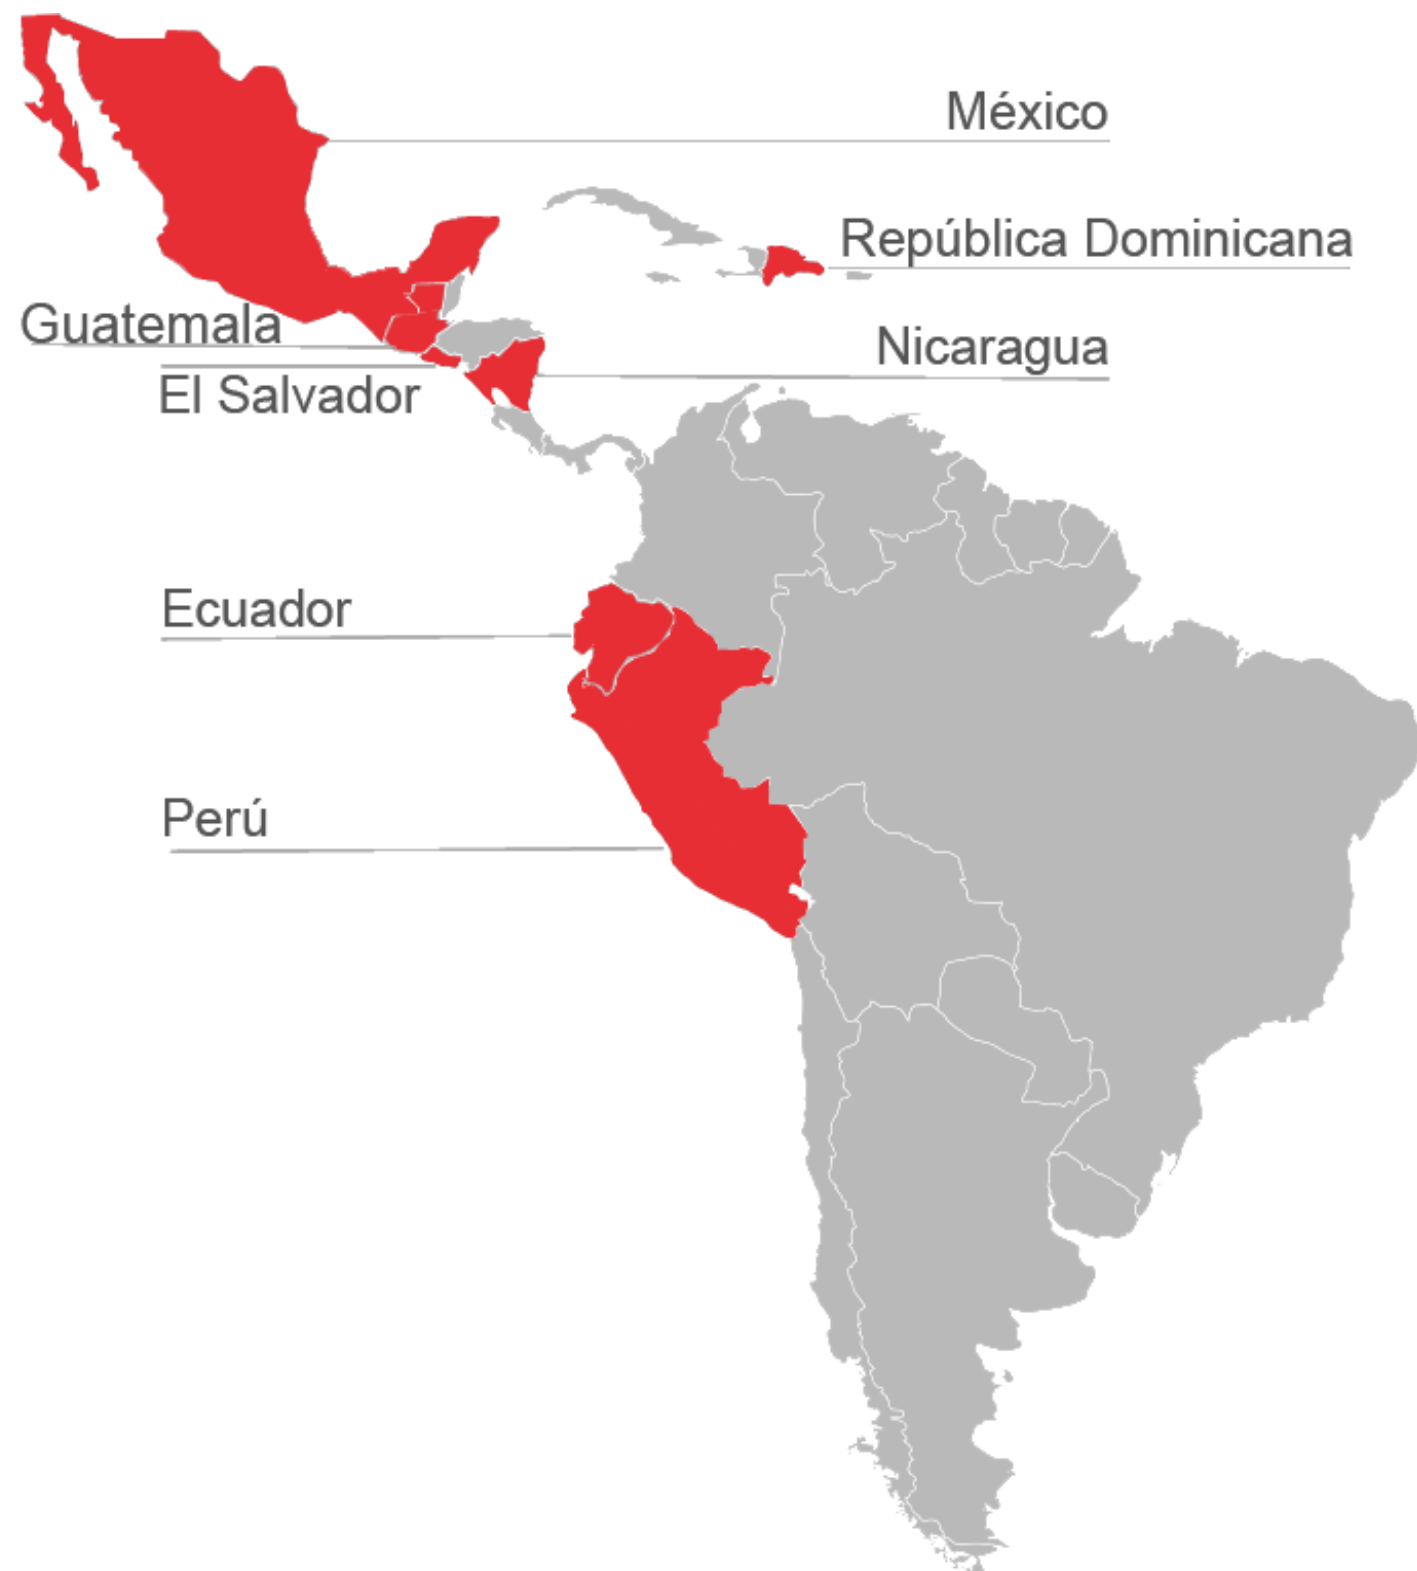 México
República Dominicana
Guatemala
Nicaragua
El Salvador
Ecuador
Perú